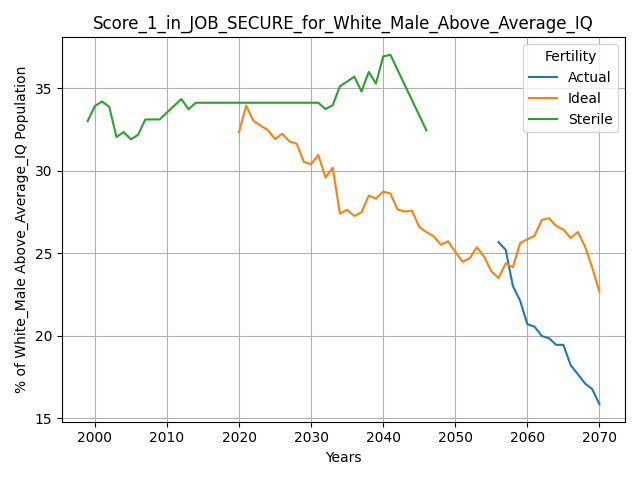 Score_1_in_JOB_SECURE_for_White_Male_Above_Average_IQ
% of White_Male Above_Average_IQ Population
35
30
25
20
15
Fertility
Actual
Ideal
Sterile
2000 2010 2020 2030 2040 2050 2060 2070
Years